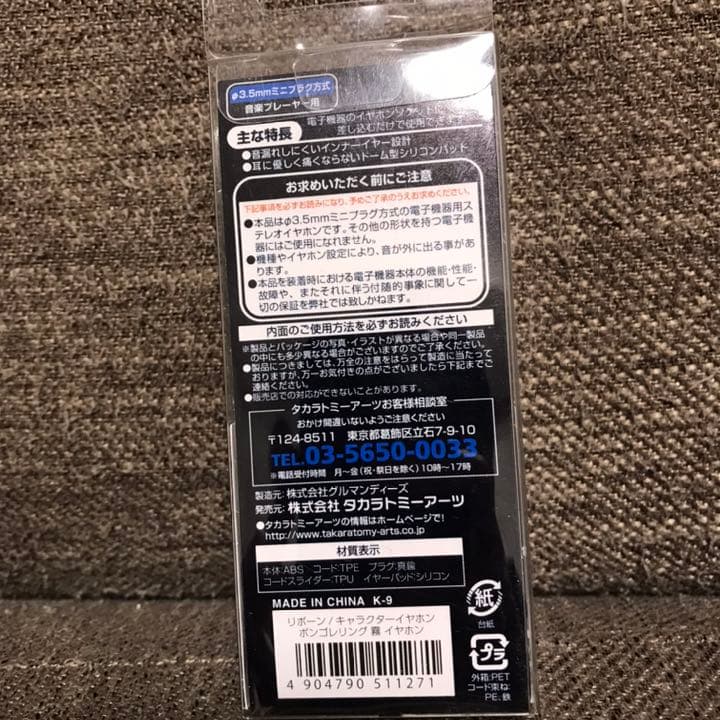 φ3.5mmミニプラグ方式
音楽プレーヤー用
電子機器のイヤホンソケットに
差し込むだけで使用できます
主な特長
●音漏れしにくいインナーイヤー設計
●耳に優しく痛くならないドーム型シリコンパッド
お求めいただく前にご注意
下記事項を必ずお読みになり、予めご了承のうえお求めください。
●本品はφ3.5mmミニプラグ方式の電子機器用ス
テレオイヤホンです。その他の形状を持つ電子機
器にはご使用になれません。
●機種やイヤホン設定により、音が外に出る事があ
ります。
●本品を装着時における電子機器本体の機能・性能・
故障や、またそれに伴う付随的事象に関して一
切の保証を弊社では致しかねます。
内面のご使用方法を必ずお読みください
※製品とパッケージの写真・イラストが異なる場合や同一製品
の中にも多少異なる場合がございますのでご了承ください。
●製品につきましては、万全の注意をはらって製造に当たって
おりますが、万一お気付きの点がございましたら下記までご
連絡ください。
●販売店での対応ができないことがあります。
タカラトミーアーツお客様相談室
おかけ間違いないようご注意ください
〒124-8511 東京都葛飾区立石7-9-10
TEL.03-5650-0033
※電話受付時間 月〜金(祝・祭日を除く)10時〜17時
製造元:株式会社グルマンディーズ
発売元:株式会社 タカラトミーアーツ
●タカラトミーアーツの情報はホームページで!
http://www.takaratomy-arts.co.jp
材質表示
本体:ABS コード:TPE プラグ:真鍮
コードスライダー:TPU イヤーパッド:シリコン
MADE IN CHINA K-9
リボーン/キャラクターイヤホン
ボンゴレリング 霧 イヤホン
4 904790 511271
紙
台紙
プラ
外箱:PET
コード束ね:
PE、鉄